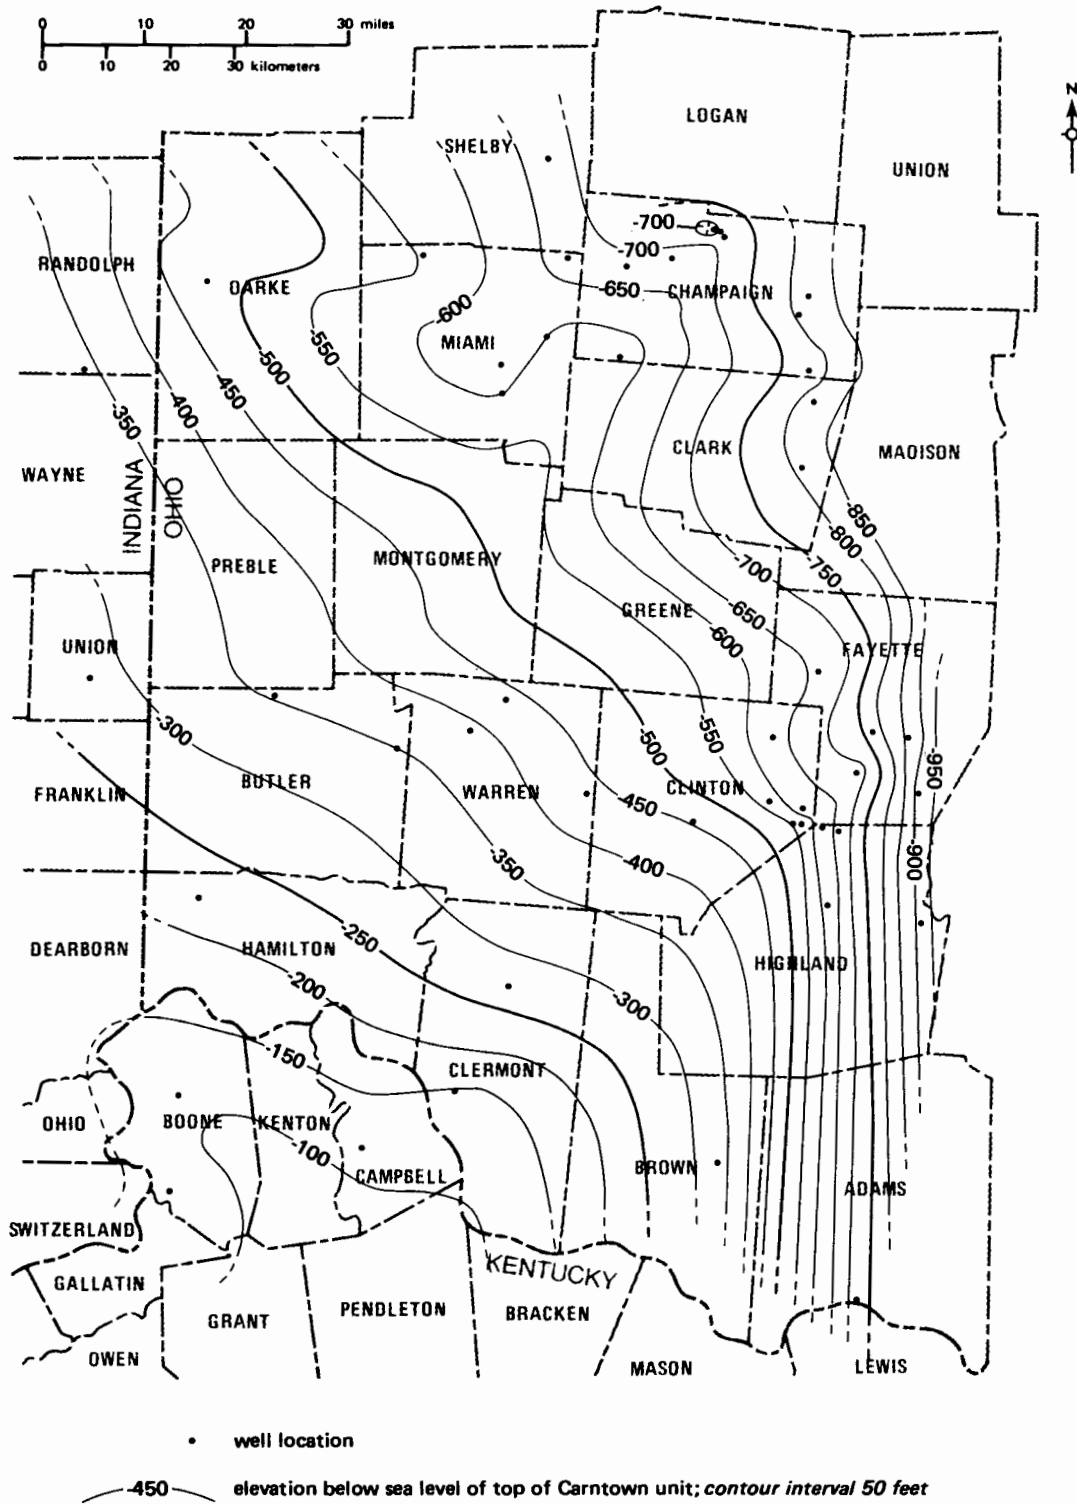 0 10 20 30 miles
0 10 20 30 kilometers
N
LOGAN
SHELBY
UNION
-700
-700
RANDOLPH
DARKE
-650
CHAMPAIGN
-600
MIAMI
-550
-500
-450
-400
-350
CLARK
MADISON
WAYNE
INDIANA
OHIO
-850
-800
PREBLE
MONTGOMERY
-700
-750
GREENE
-650
-600
UNION
FAYETTE
-300
-550
-500
-950
FRANKLIN
BUTLER
WARREN
CLINTON
-450
-350
-400
-900
DEARBORN
HAMILTON
-250
HIGHLAND
-200
-300
-150
CLERMONT
OHIO
BOONE
KENTON
-100
CAMPBELL
BROWN
ADAMS
SWITZERLAND
GALLATIN
KENTUCKY
GRANT
PENDLETON
BRACKEN
OWEN
MASON
LEWIS
well location
-450 elevation below sea level of top of Carntown unit; contour interval 50 feet